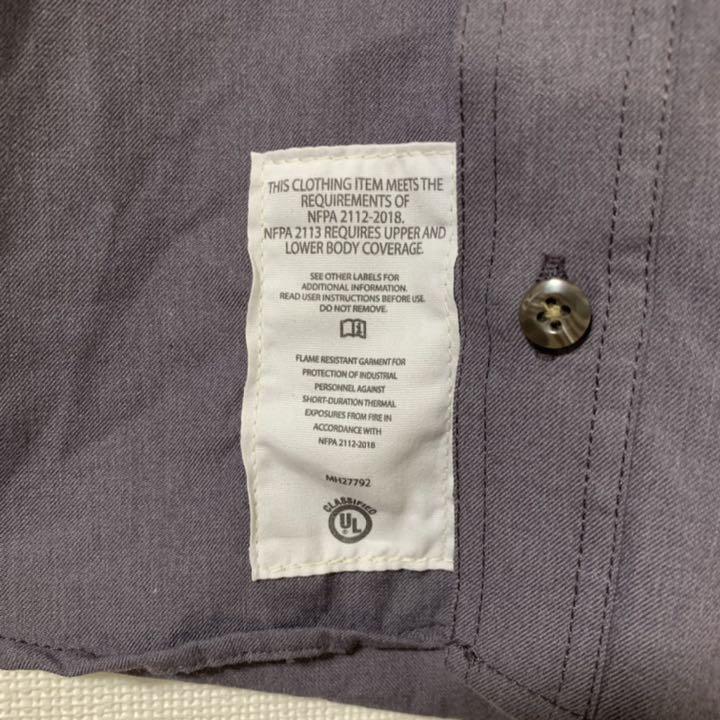 THIS CLOTHING ITEM MEETS THE
REQUIREMENTS OF
NFPA 2112-2018.
NFPA 2113 REQUIRES UPPER AND
LOWER BODY COVERAGE.
SEE OTHER LABELS FOR
ADDITIONAL INFORMATION.
READ USER INSTRUCTIONS BEFORE USE.
DO NOT REMOVE.
FLAME RESISTANT GARMENT FOR
PROTECTION OF INDUSTRIAL
PERSONNEL AGAINST
SHORT-DURATION THERMAL
EXPOSURES FROM FIRE IN
ACCORDANCE WITH
NFPA 2112-2018
MH27792
CLASSIFIED
UL
®